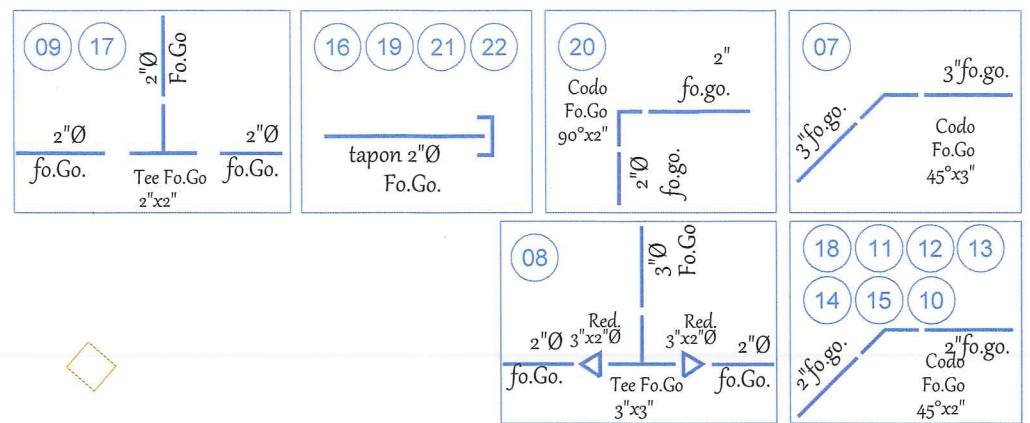 09 17
2"Ø
Fo.Go
2"Ø
fo.Go.
2"Ø
fo.Go.
Tee Fo.Go
2"x2"
16 19 21 22
tapon 2"Ø
Fo.Go.
20
2"
fo.go.
Codo
Fo.Go
90°x2"
2"Ø
fo.go.
07
3"fo.go.
3"fo.go.
Codo
Fo.Go
45°x3"
08
3"Ø
Fo.Go
Red.
3"x2"Ø
Red.
3"x2"Ø
2"Ø
fo.Go.
2"Ø
fo.Go.
Tee Fo.Go
3"x3"
18 11 12 13
14 15 10
2"fo.go.
2"fo.go.
Codo
Fo.Go
45°x2"